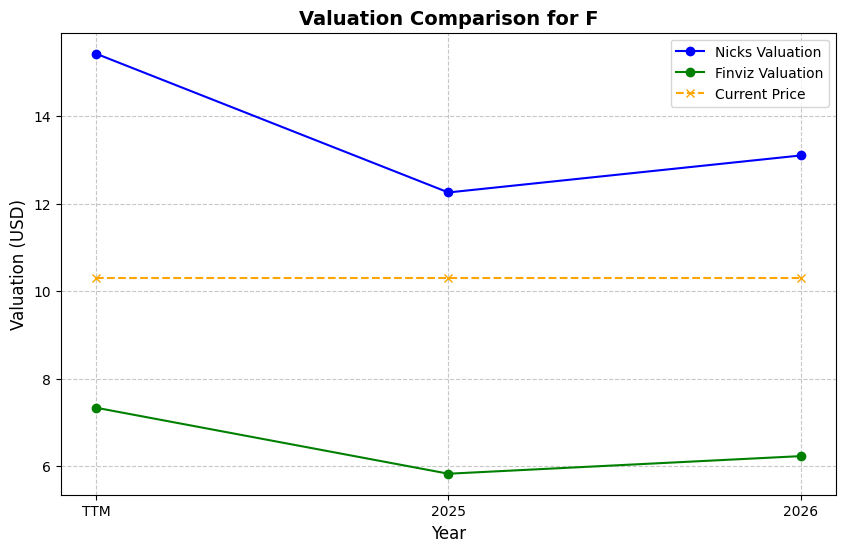 Valuation Comparison for F
Nicks Valuation
Finviz Valuation
Current Price
Valuation (USD)
14
12
10
8
6
TTM
2025
2026
Year